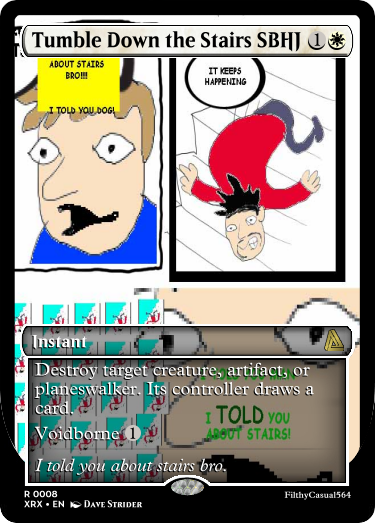 Tumble Down the Stairs SBHJ 1
ABOUT STAIRS
BRO!!!!
I TOLD YOU DOG!
IT KEEPS
HAPPENING
Instant
Destroy target creature, artifact, or
planeswalker. Its controller draws a
card.
Voidborne 1
I TOLD YOU
ABOUT STAIRS!
I told you about stairs bro.
R 0008
XRX • EN DAVE STRIDER
FilthyCasual564